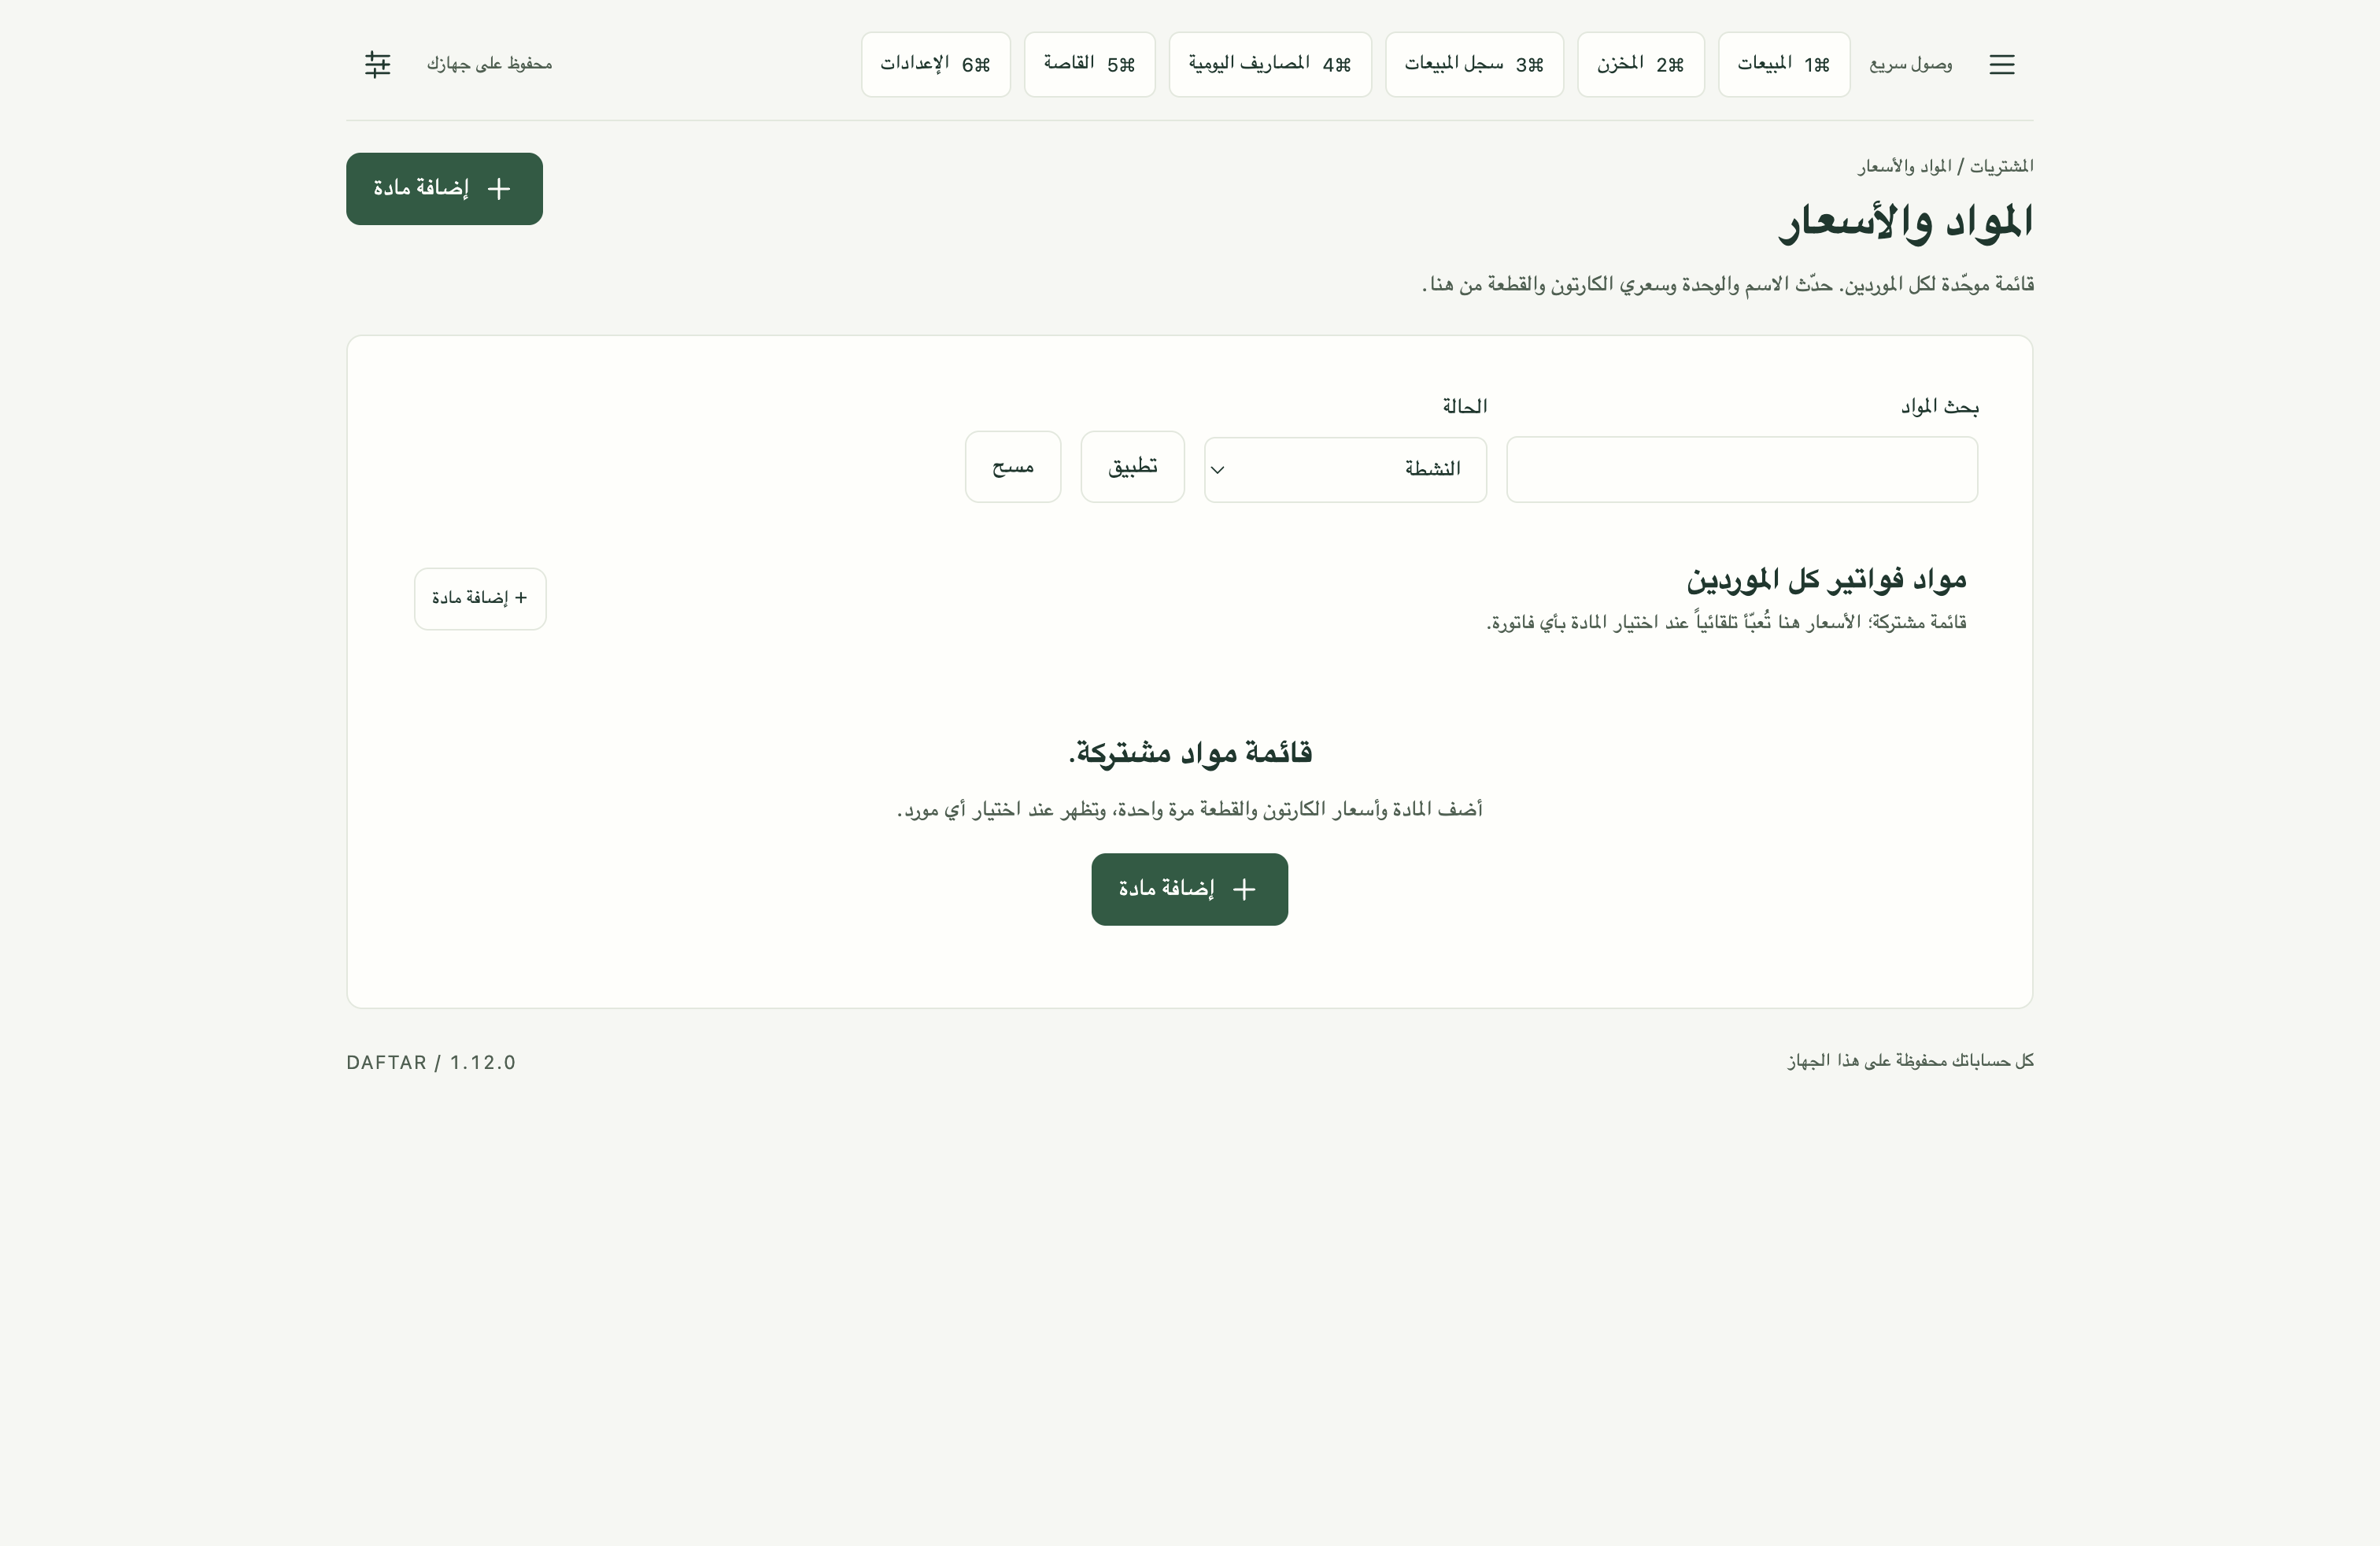 وصول سريع
⌘1 المبيعات
⌘2 المخزن
⌘3 سجل المبيعات
⌘4 المصاريف اليومية
⌘5 القاصة
⌘6 الإعدادات
محفوظ على جهازك
المشتريات / المواد والأسعار
المواد والأسعار
قائمة موحّدة لكل الموردين. حدّث الاسم والوحدة وسعري الكارتون والقطعة من هنا.
إضافة مادة
بحث المواد
الحالة
النشطة
تطبيق
مسح
مواد فواتير كل الموردين
قائمة مشتركة؛ الأسعار هنا تُعبّأ تلقائياً عند اختيار المادة بأي فاتورة.
+ إضافة مادة
قائمة مواد مشتركة.
أضف المادة وأسعار الكارتون والقطعة مرة واحدة، وتظهر عند اختيار أي مورد.
إضافة مادة
كل حساباتك محفوظة على هذا الجهاز
DAFTAR / 1.12.0